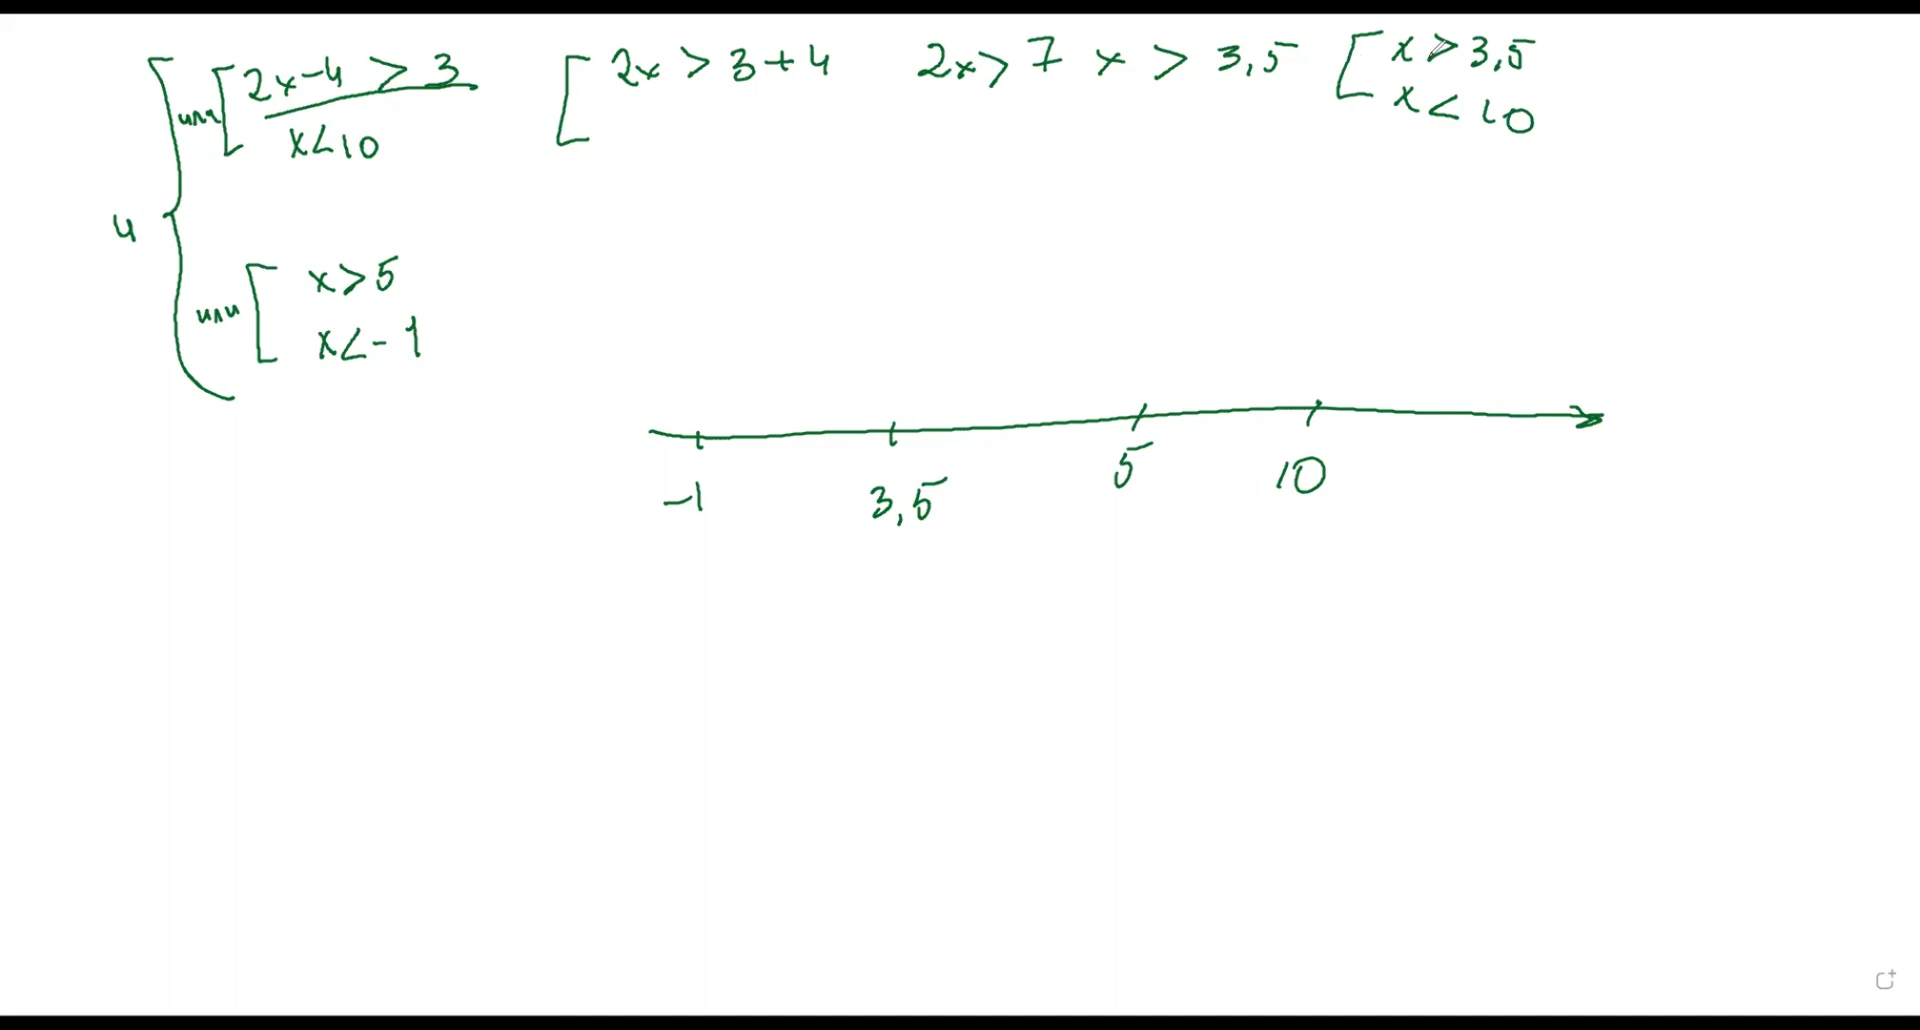 или [ 2x-4 > 3 [ 2x > 3+4 2x > 7 x > 3,5 [ x > 3,5
x<10 x < 10
и
или [ x>5
x<-1
-1 3,5 5 10